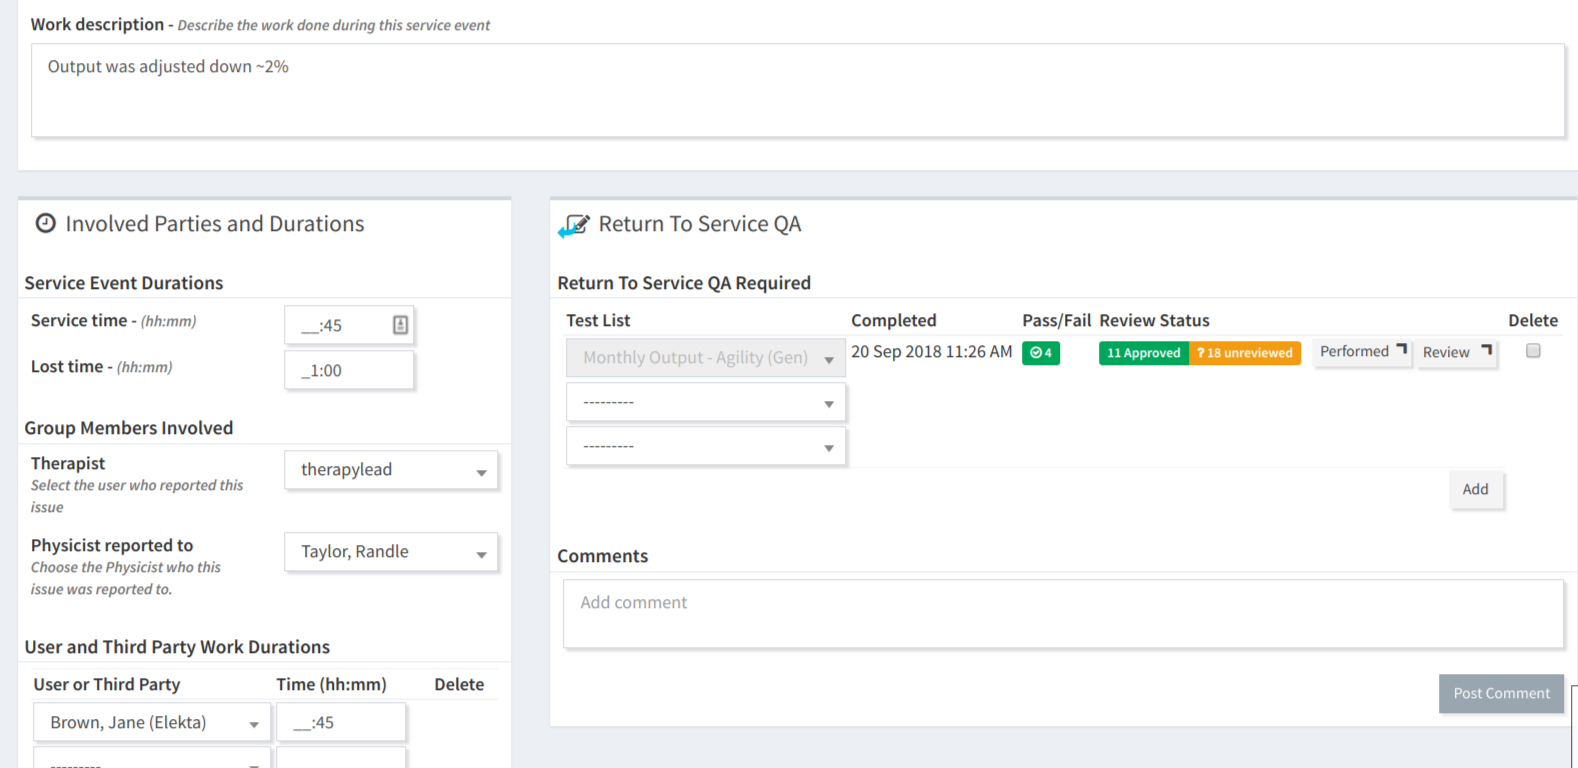 Work description - Describe the work done during this service event
Output was adjusted down ~2%
Involved Parties and Durations
Service Event Durations
Service time - (hh:mm)
__:45
Lost time - (hh:mm)
_1:00
Group Members Involved
Therapist
therapylead
Select the user who reported this
issue
Physicist reported to
Taylor, Randle
Choose the Physicist who this
issue was reported to.
User and Third Party Work Durations
User or Third Party Time (hh:mm) Delete
Brown, Jane (Elekta) __:45
---------
Return To Service QA
Return To Service QA Required
Test List Completed Pass/Fail Review Status Delete
Monthly Output - Agility (Gen) 20 Sep 2018 11:26 AM 4 11 Approved ? 18 unreviewed Performed Review
---------
---------
Add
Comments
Add comment
Post Comment